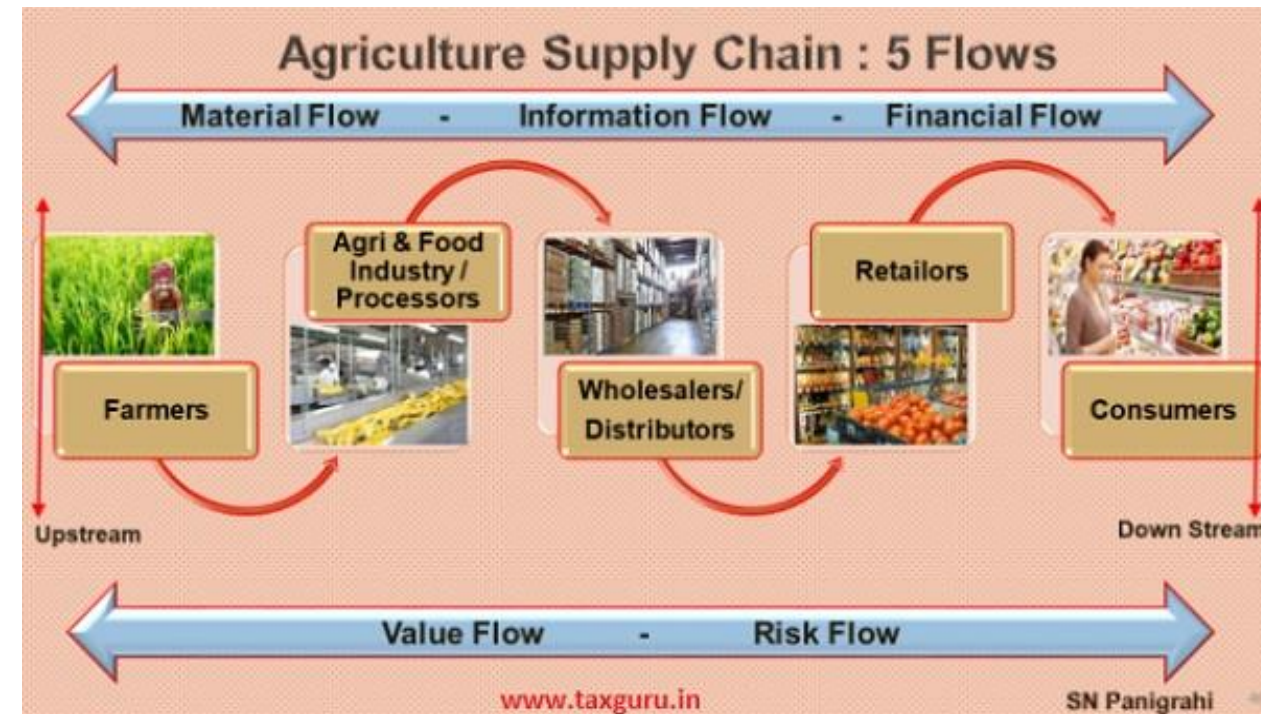 Agriculture Supply Chain : 5 Flows
Material Flow - Information Flow - Financial Flow
Agri & Food
Industry /
Processors
Retailors
Farmers
Wholesalers/
Distributors
Consumers
Upstream
Down Stream
Value Flow - Risk Flow
www.taxguru.in
SN Panigrahi